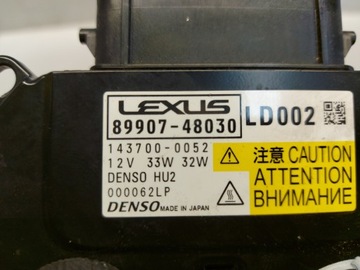 LEXUS
89907-48030 LD002
143700-0052
12V 33W 32W
DENSO HU2
000062LP
DENSO MADE IN JAPAN
注意 CAUTION
ATTENTION
ВНИМАНИЕ